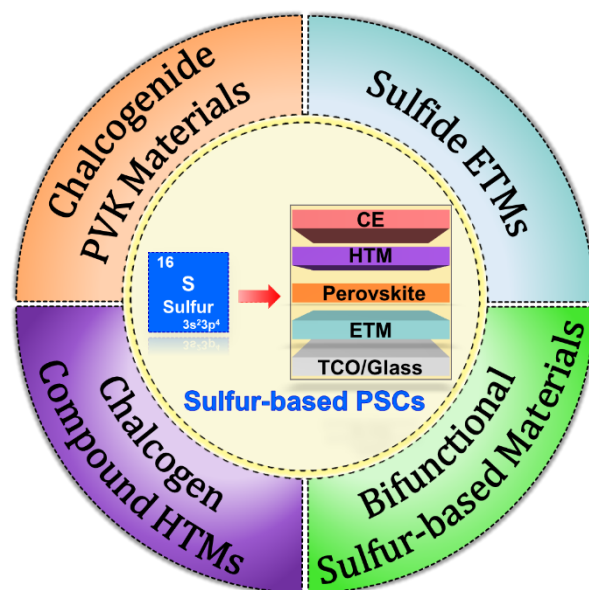 Chalcogenide
PVK Materials
Sulfide ETMs
16
S
Sulfur
3s²3p⁴
CE
HTM
Perovskite
ETM
TCO/Glass
Sulfur-based PSCs
Chalcogen
Compound HTMs
Bifunctional
Sulfur-based Materials